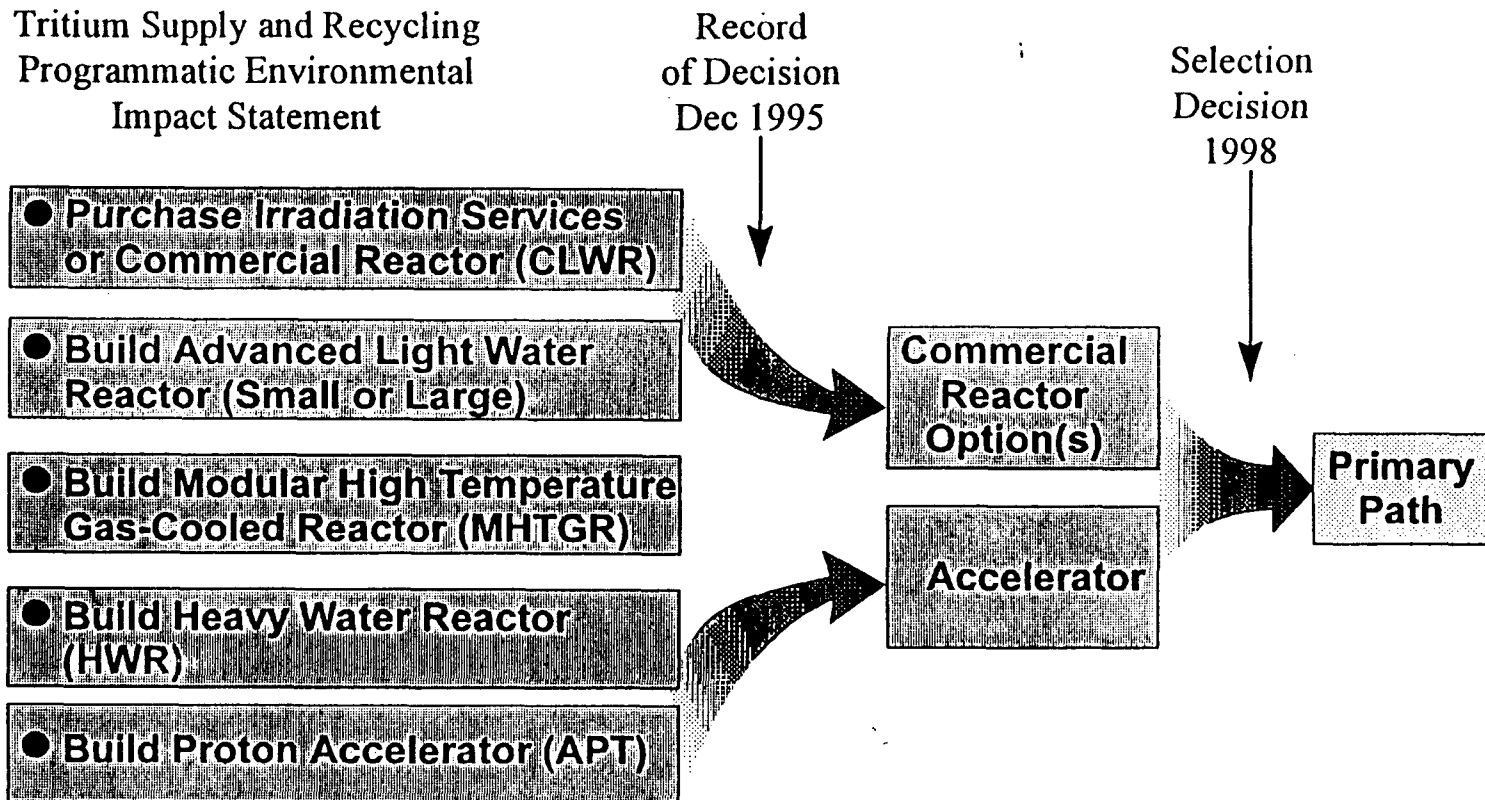 Tritium Supply and Recycling
Programmatic Environmental
Impact Statement
Record
of Decision
Dec 1995
Selection
Decision
1998
● Purchase Irradiation Services
or Commercial Reactor (CLWR)
● Build Advanced Light Water
Reactor (Small or Large)
● Build Modular High Temperature
Gas-Cooled Reactor (MHTGR)
● Build Heavy Water Reactor
(HWR)
● Build Proton Accelerator (APT)
Commercial
Reactor
Option(s)
Accelerator
Primary
Path